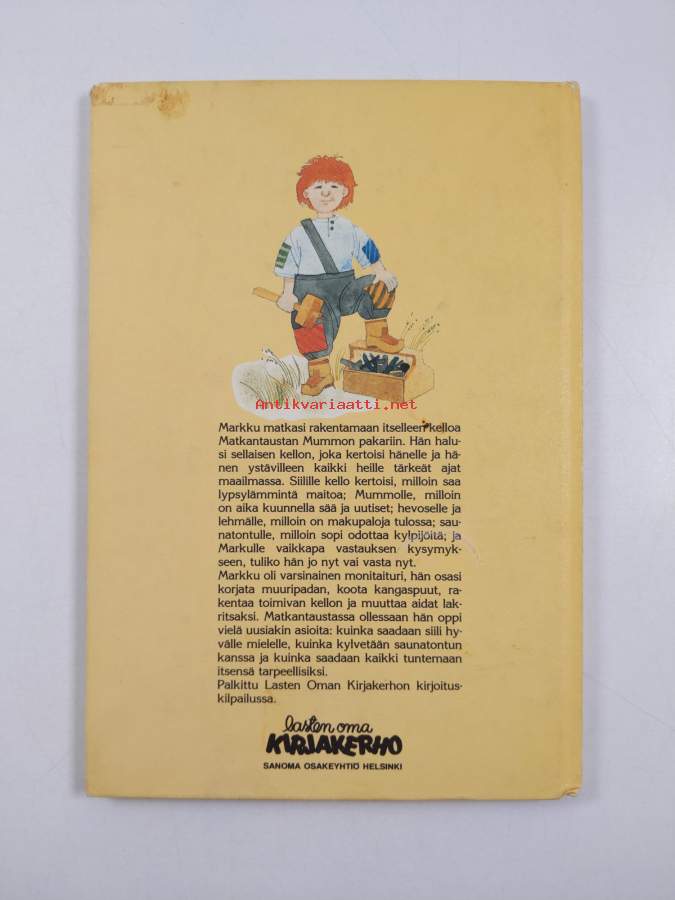 Antikvariaatti.net
Markku matkasi rakentamaan itselleen kelloa
Matkantaustan Mummon pakariin. Hän halu-
si sellaisen kellon, joka kertoisi hänelle ja hä-
nen ystävilleen kaikki heille tärkeät ajat
maailmassa. Siilille kello kertoisi, milloin saa
lypsylämmintä maitoa; Mummolle, milloin
on aika kuunnella sää ja uutiset; hevoselle ja
lehmälle, milloin on makupaloja tulossa; sau-
natontulle, milloin sopi odottaa kylpijöitä; ja
Markulle vaikkapa vastauksen kysymyk-
seen, tuliko hän jo nyt vai vasta nyt.
Markku oli varsinainen monitaituri, hän osasi
korjata muuripadan, koota kangaspuut, ra-
kentaa toimivan kellon ja muuttaa aidat lak-
ritsaksi. Matkantaustassa ollessaan hän oppi
vielä uusiakin asioita: kuinka saadaan siili hy-
välle mielelle, kuinka kylvetään saunatontun
kanssa ja kuinka saadaan kaikki tuntemaan
itsensä tarpeellisiksi.
Palkittu Lasten Oman Kirjakerhon kirjoitus-
kilpailussa.
lasten oma
KIRJAKERHO
SANOMA OSAKEYHTIÖ HELSINKI